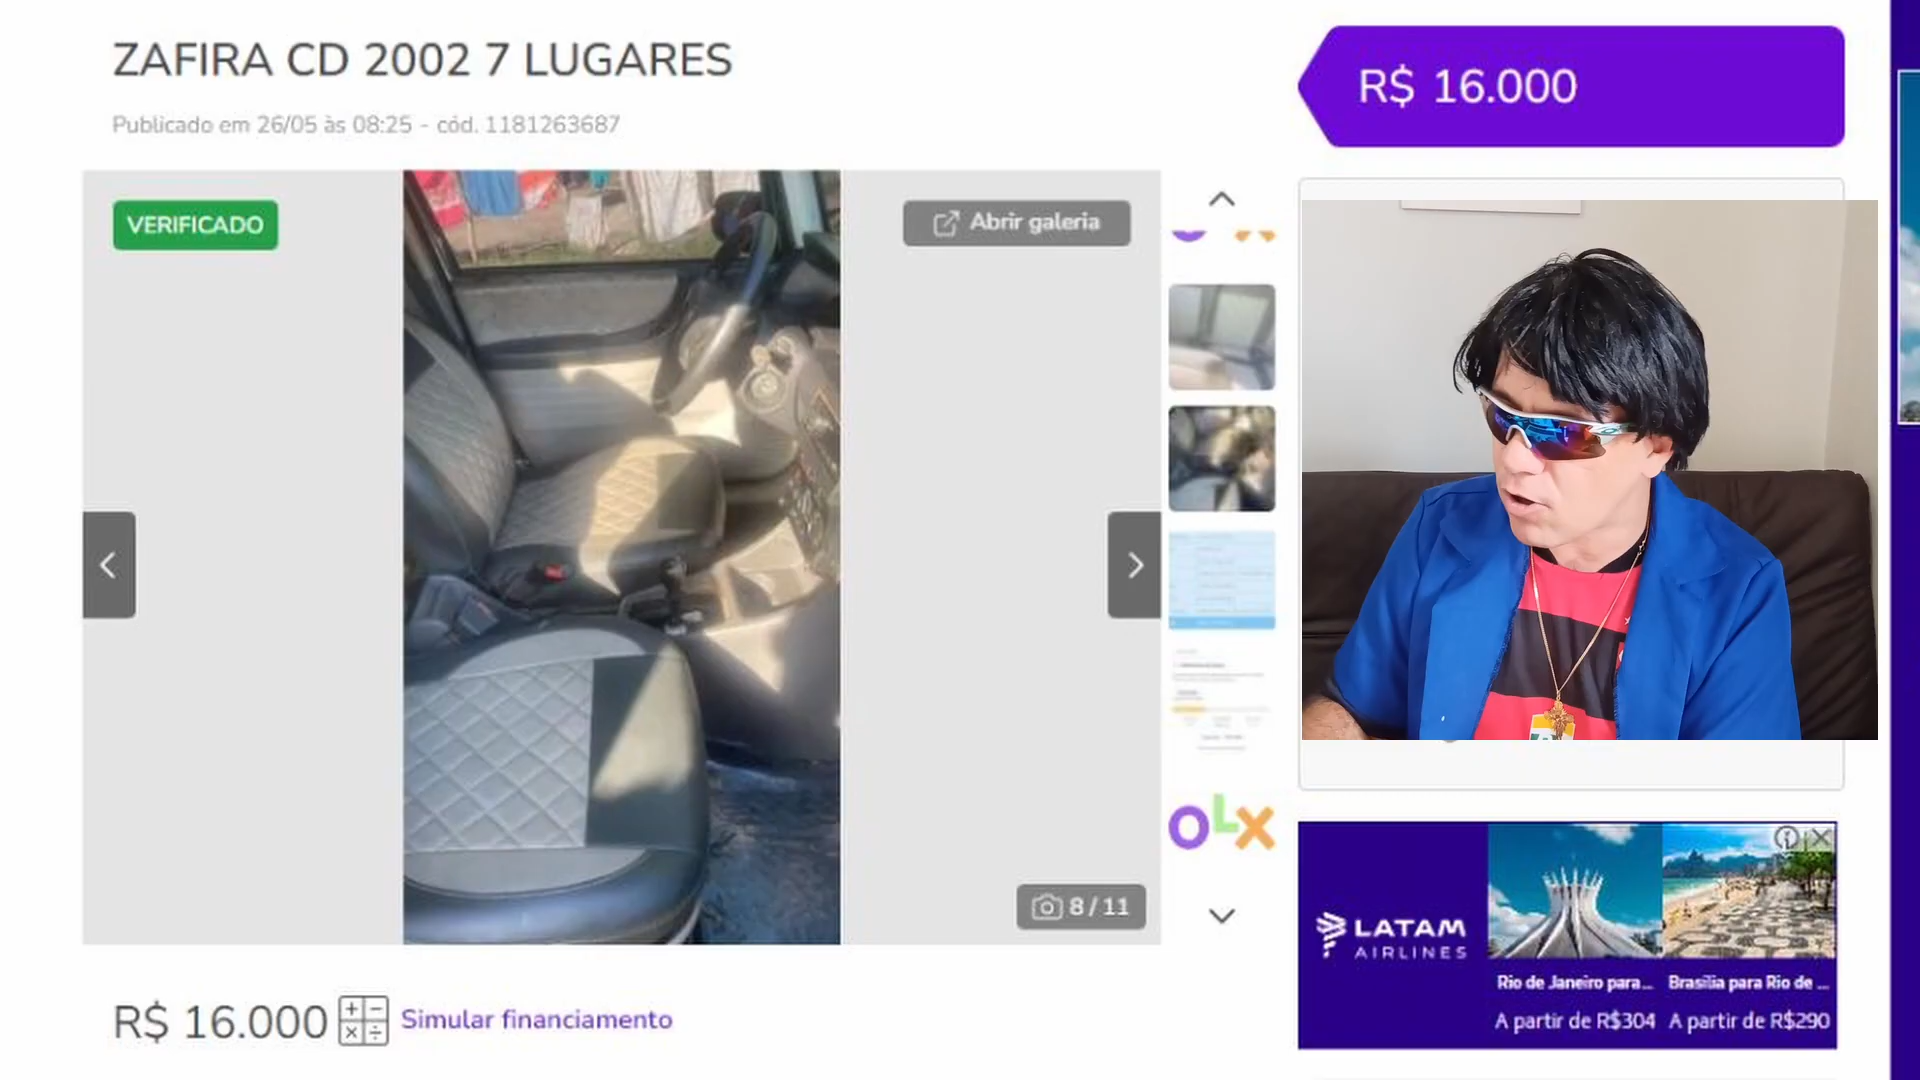 ZAFIRA CD 2002 7 LUGARES
Publicado em 26/05 às 08:25 - cód. 1181263687
R$ 16.000
VERIFICADO
Abrir galeria
8 / 11
OLX
R$ 16.000
Simular financiamento
LATAM
AIRLINES
Rio de Janeiro para...
A partir de R$304
Brasília para Rio de ...
A partir de R$290